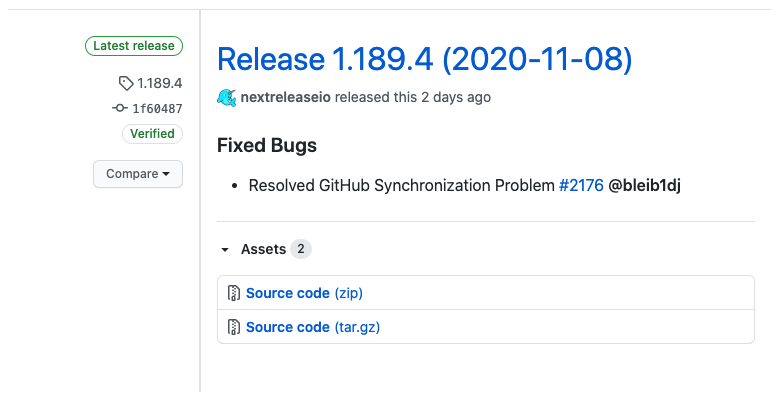 Latest release
1.189.4
1f60487
Verified
Compare
Release 1.189.4 (2020-11-08)
nextreleaseio released this 2 days ago
Fixed Bugs
• Resolved GitHub Synchronization Problem #2176 @bleib1dj
Assets 2
Source code (zip)
Source code (tar.gz)